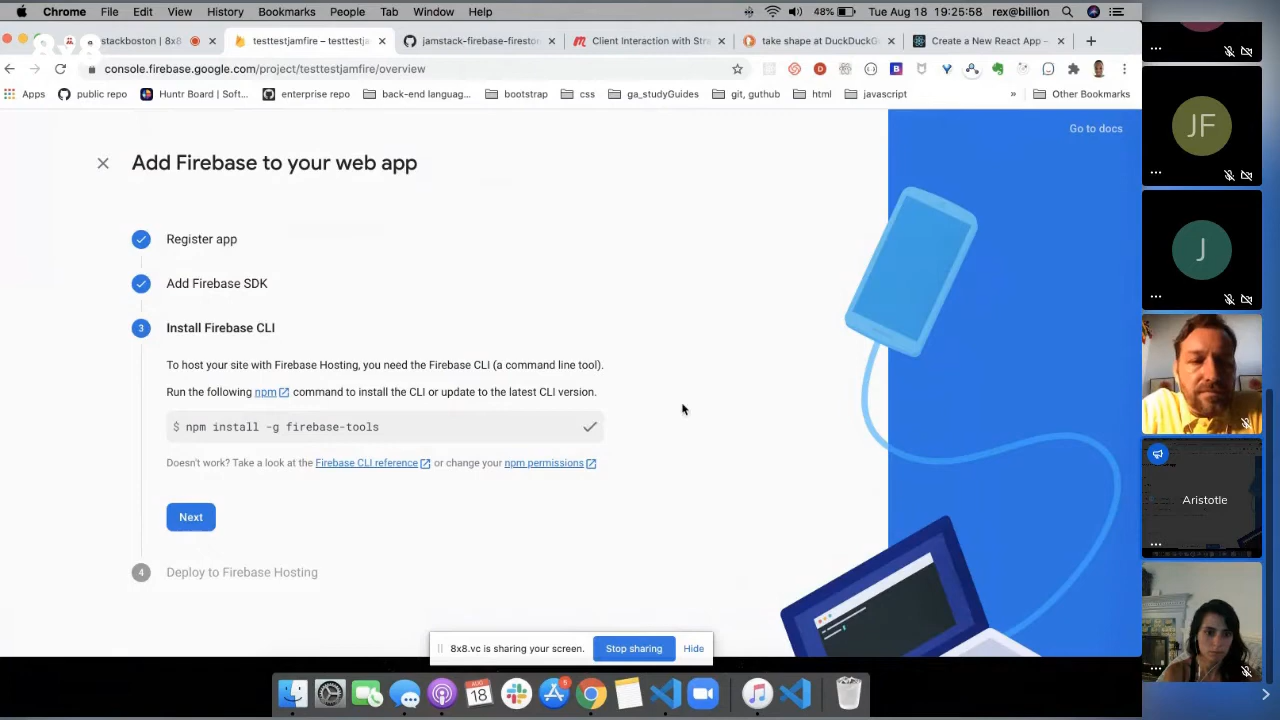 Chrome File Edit View History Bookmarks People Tab Window Help 48% Tue Aug 18 19:25:58 rex@billion
stackboston | 8x8 firebase – testtestja jamstack-firebase-firestor Client Interaction with Stra take shape at DuckDuckG Create a New React App –
console.firebase.google.com/project/testtestjamfire/overview
Apps public repo Huntr Board | Soft... enterprise repo back-end languag... bootstrap css ga_studyGuides git, guthub html javascript » Other Bookmarks
Go to docs
Add Firebase to your web app
Register app
Add Firebase SDK
3 Install Firebase CLI
To host your site with Firebase Hosting, you need the Firebase CLI (a command line tool).
Run the following npm command to install the CLI or update to the latest CLI version.
$ npm install -g firebase-tools
Doesn't work? Take a look at the Firebase CLI reference or change your npm permissions
Next
4 Deploy to Firebase Hosting
8x8.vc is sharing your screen. Stop sharing Hide
AUG
18
5
JF
J
Aristotle